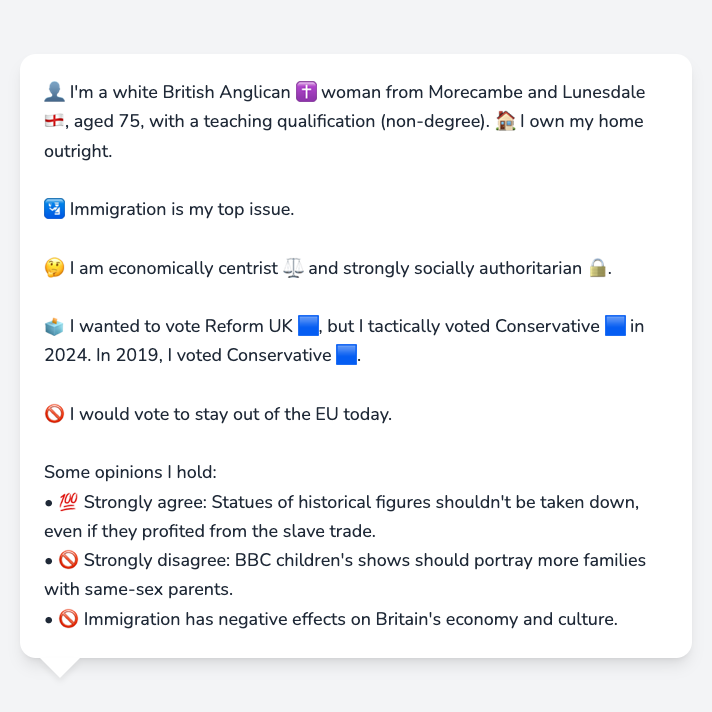 👤 I'm a white British Anglican ✝️ woman from Morecambe and Lunesdale
🏴󠁧󠁢󠁥󠁮󠁧󠁿, aged 75, with a teaching qualification (non-degree). 🏠 I own my home
outright.
🛂 Immigration is my top issue.
🤔 I am economically centrist ⚖️ and strongly socially authoritarian 🔒.
🗳️ I wanted to vote Reform UK 🟦, but I tactically voted Conservative 🟦 in
2024. In 2019, I voted Conservative 🟦.
🚫 I would vote to stay out of the EU today.
Some opinions I hold:
• 💯 Strongly agree: Statues of historical figures shouldn't be taken down,
even if they profited from the slave trade.
• 🚫 Strongly disagree: BBC children's shows should portray more families
with same-sex parents.
• 🚫 Immigration has negative effects on Britain's economy and culture.